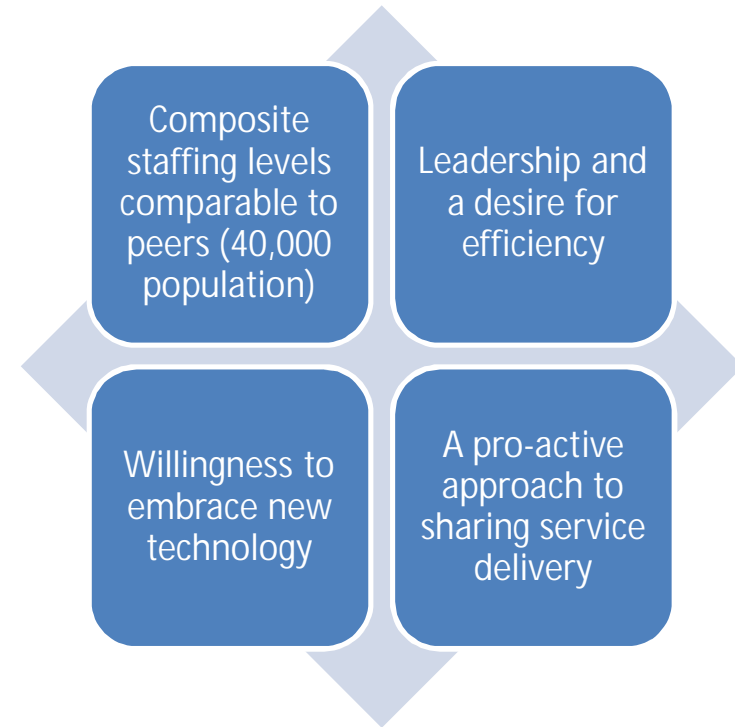 Composite
staffing levels
comparable to
peers (40,000
population)
Leadership and
a desire for
efficiency
Willingness to
embrace new
technology
A pro-active
approach to
sharing service
delivery